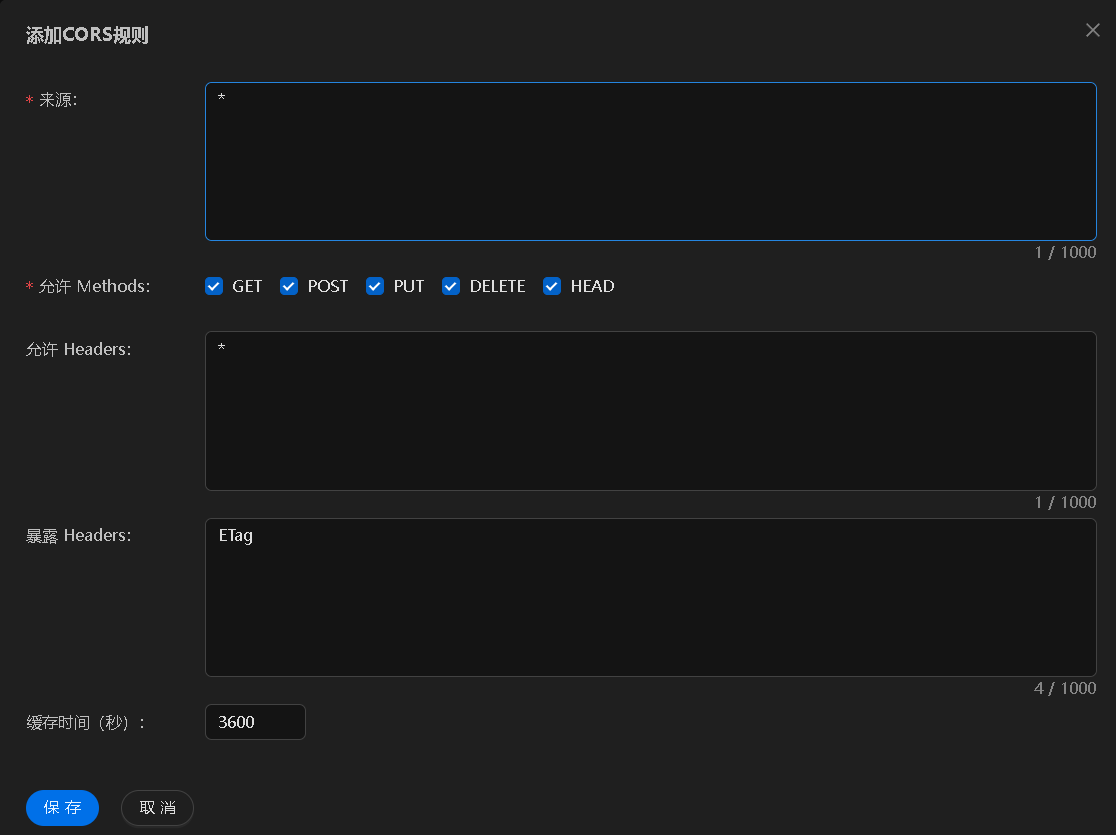 添加CORS规则
* 来源:
*
1 / 1000
* 允许 Methods:
GET POST PUT DELETE HEAD
允许 Headers:
*
1 / 1000
暴露 Headers:
ETag
4 / 1000
缓存时间（秒）:
3600
保 存 取 消